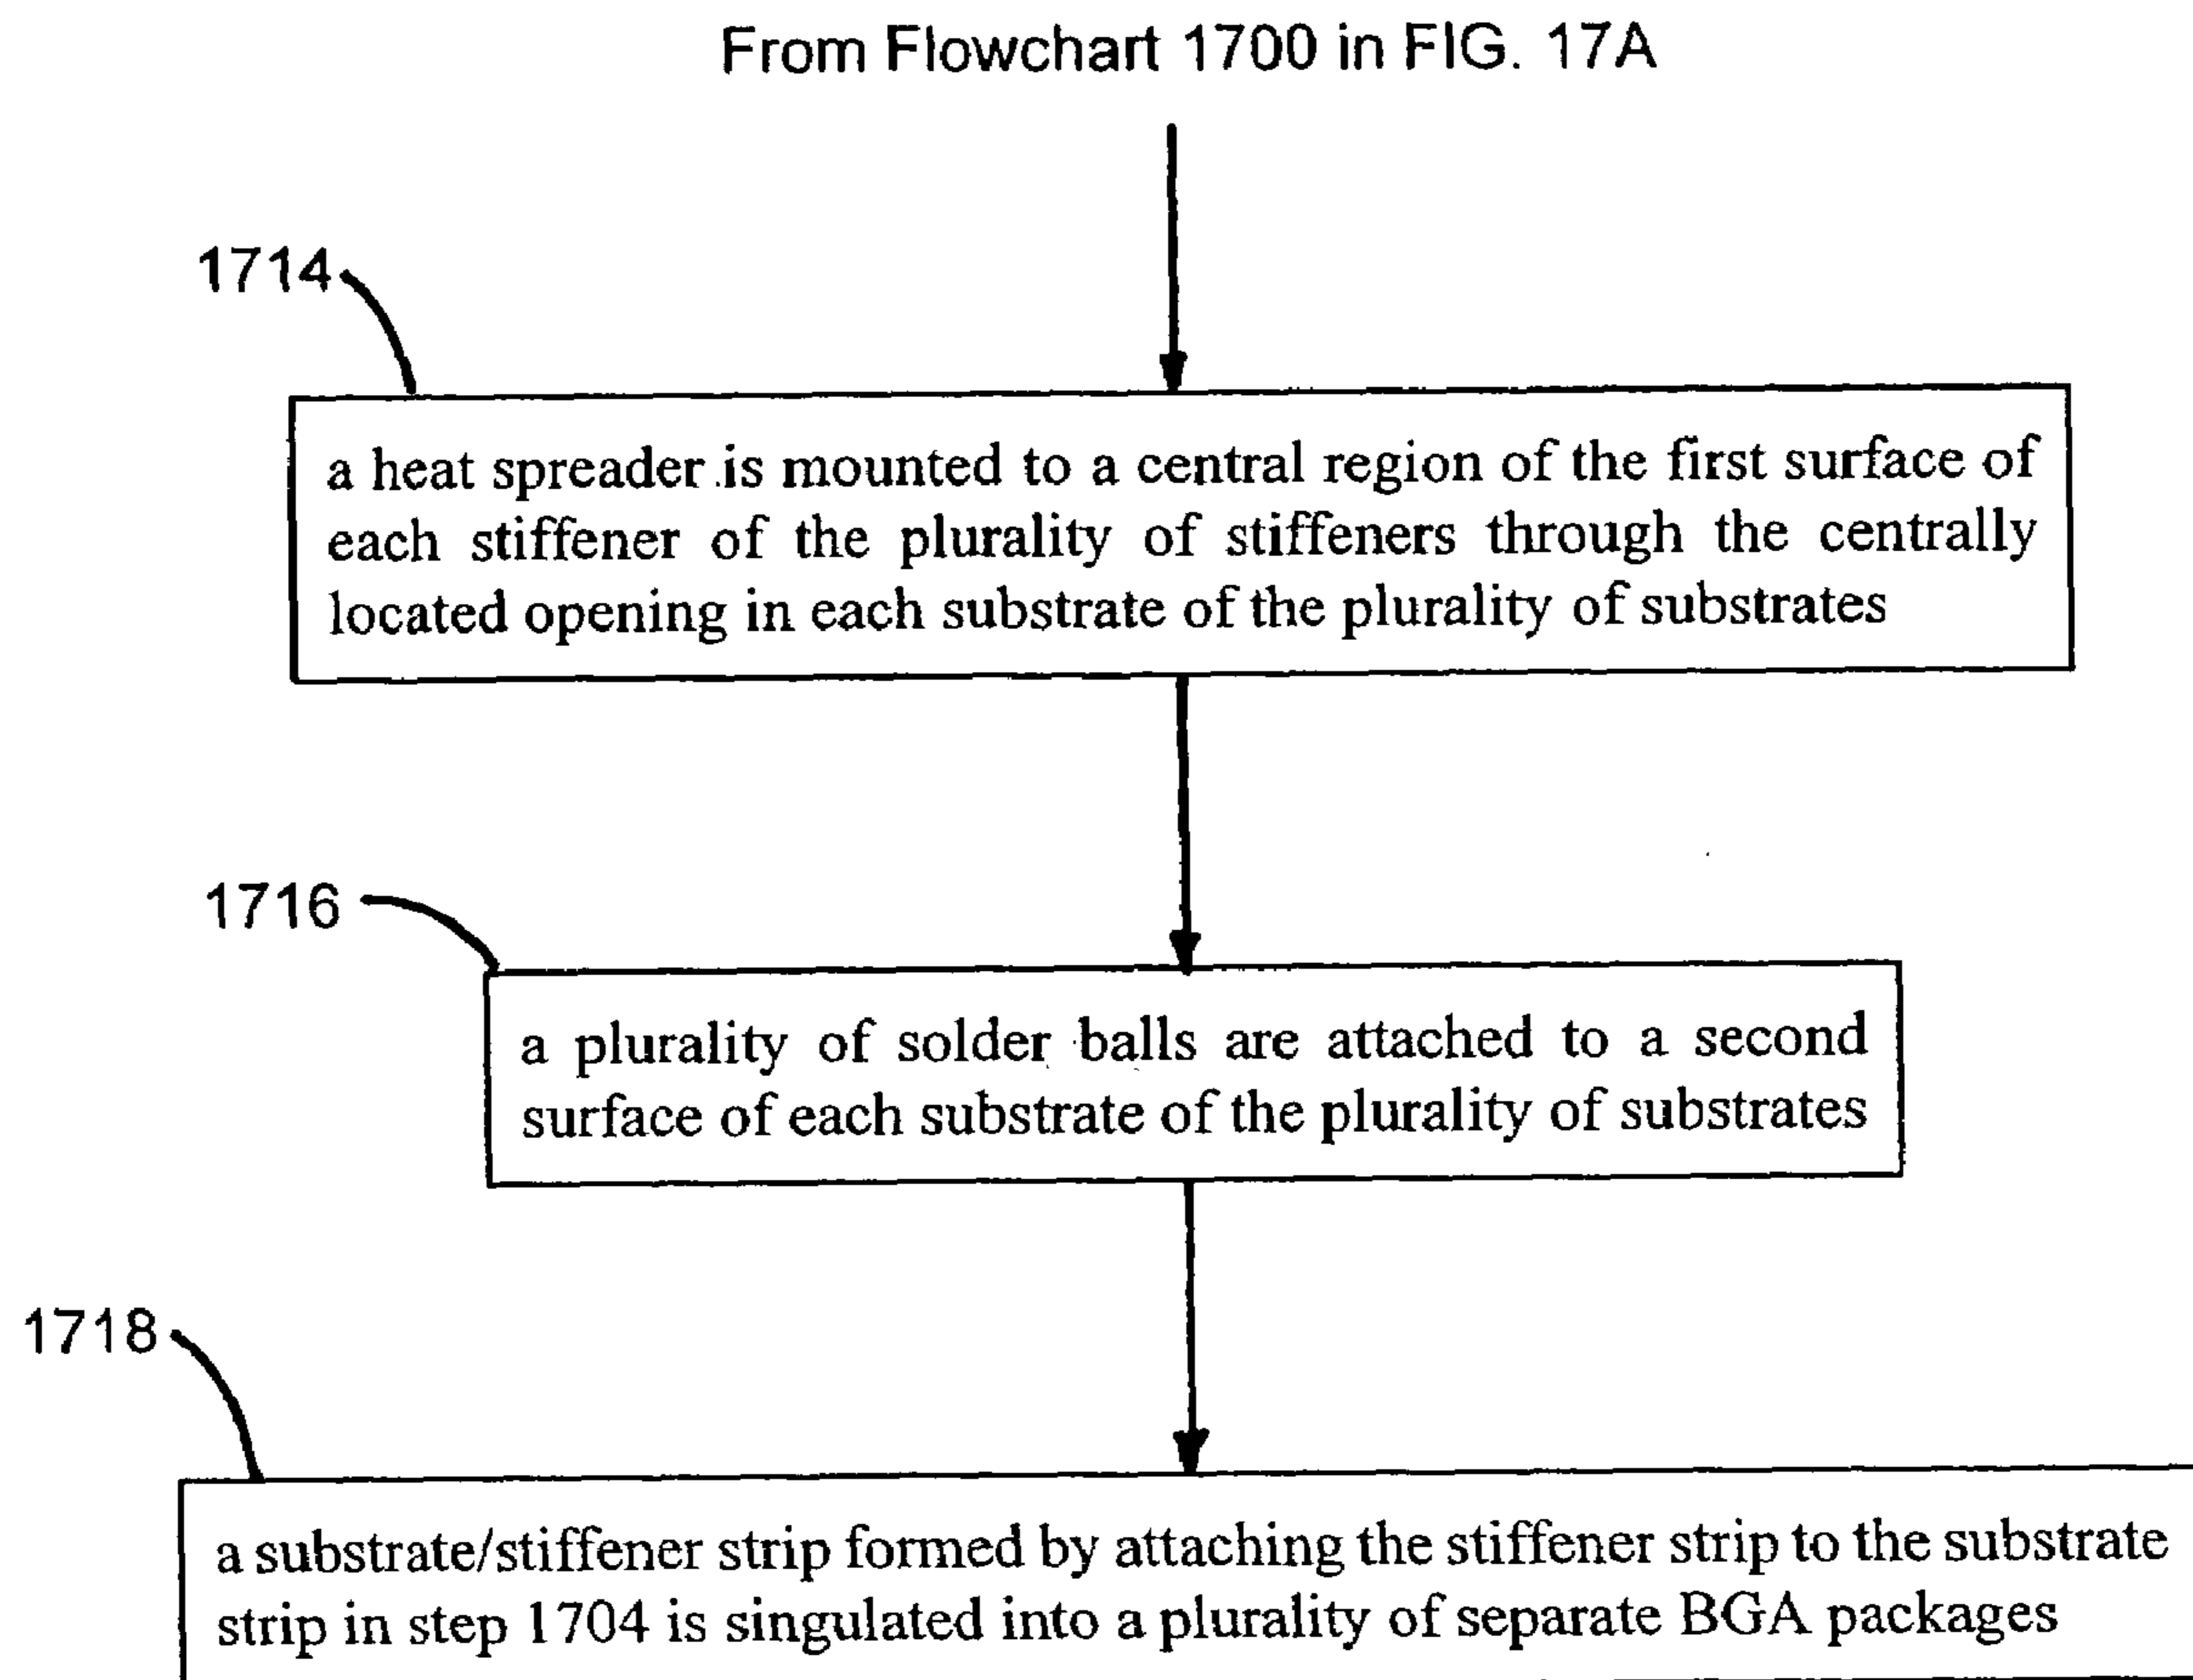 From Flowchart 1700 in FIG. 17A
1714
a heat spreader is mounted to a central region of the first surface of
each stiffener of the plurality of stiffeners through the centrally
located opening in each substrate of the plurality of substrates
1716
a plurality of solder balls are attached to a second
surface of each substrate of the plurality of substrates
1718
a substrate/stiffener strip formed by attaching the stiffener strip to the substrate
strip in step 1704 is singulated into a plurality of separate BGA packages